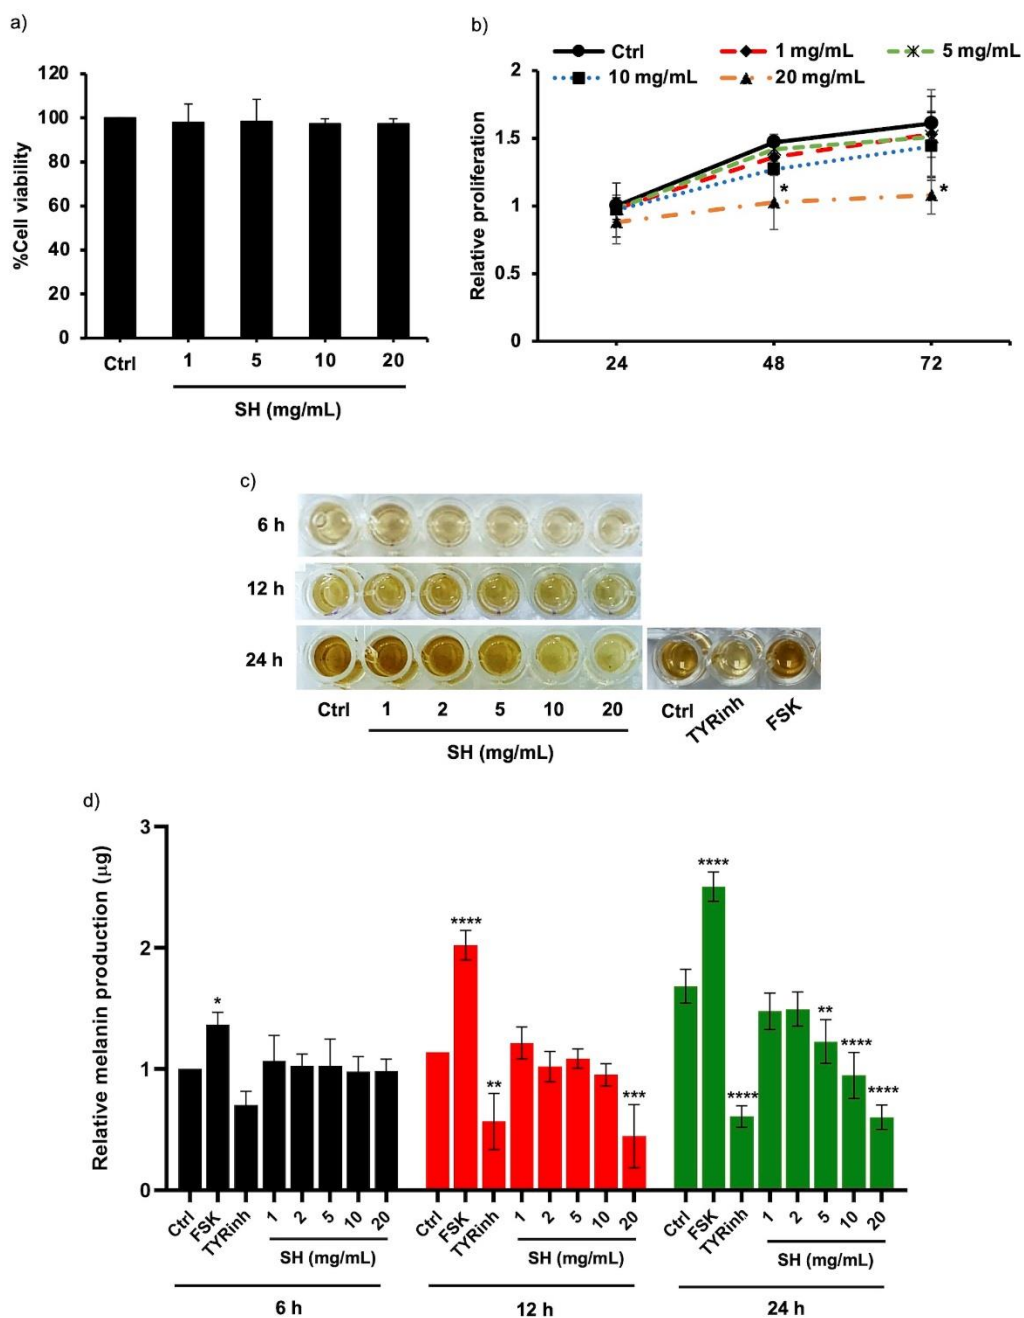 a)
120
100
80
60
40
20
0
%Cell viability
Ctrl 1 5 10 20
SH (mg/mL)
b)
Ctrl 1 mg/mL 5 mg/mL
10 mg/mL 20 mg/mL
2
1.5
1
0.5
0
Relative proliferation
* *
24 48 72
c)
6 h
12 h
24 h
Ctrl 1 2 5 10 20
SH (mg/mL)
Ctrl TYRinh FSK
d)
3
2
1
0
Relative melanin production (μg)
* **** ** *** **** **** ** **** ****
Ctrl FSK TYRinh 1 2 5 10 20 Ctrl FSK TYRinh 1 2 5 10 20 Ctrl FSK TYRinh 1 2 5 10 20
SH (mg/mL) SH (mg/mL) SH (mg/mL)
6 h 12 h 24 h